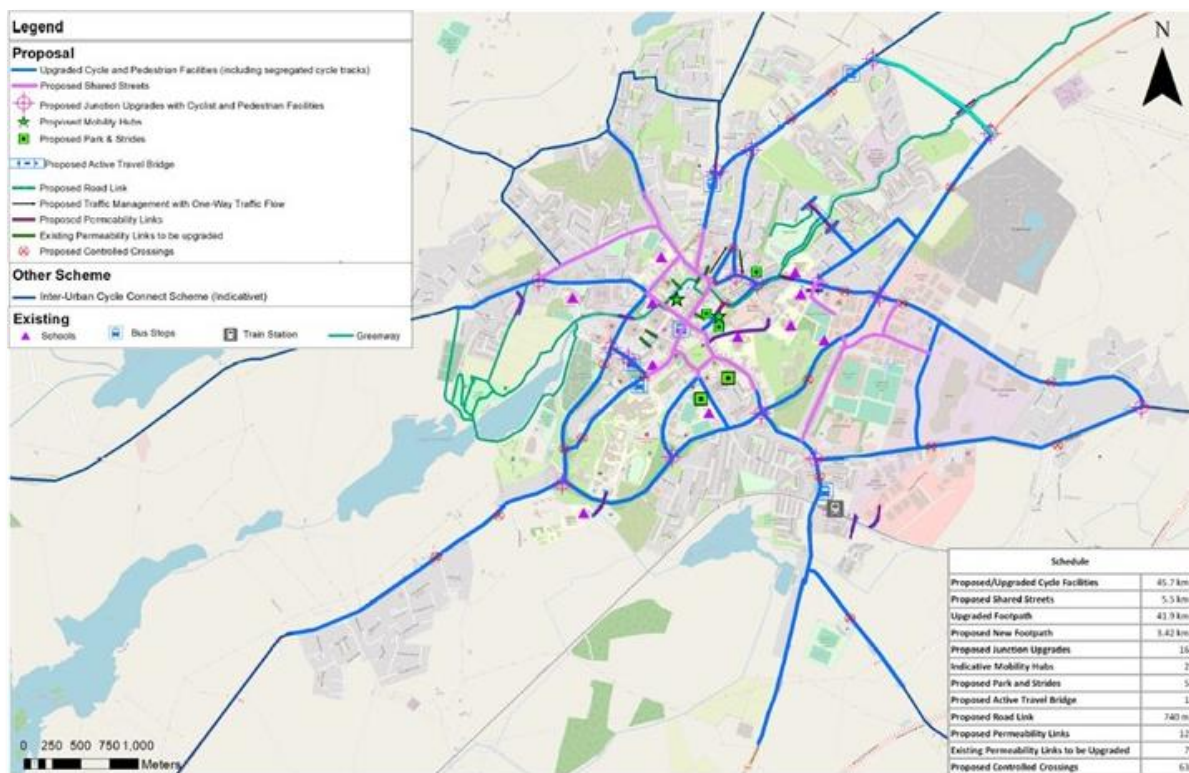 Legend
Proposal
Upgraded Cycle and Pedestrian Facilities (including segregated cycle tracks)
Proposed Shared Streets
Proposed Junction Upgrades with Cyclist and Pedestrian Facilities
Proposed Mobility Hubs
Proposed Park & Strides
Proposed Active Travel Bridge
Proposed Road Link
Proposed Traffic Management with One-Way Traffic Flow
Proposed Permeability Links
Existing Permeability Links to be upgraded
Proposed Controlled Crossings
Other Scheme
Inter-Urban Cycle Connect Scheme (Indicativet)
Existing
Schools Bus Stops Train Station Greenway
N
0 250 500 750 1,000
Meters
Schedule
Proposed/Upgraded Cycle Facilities 45.7 km
Proposed Shared Streets 5.5 km
Upgraded Footpath 41.9 km
Proposed New Footpath 3.42 km
Proposed Junction Upgrades 16
Indicative Mobility Hubs 2
Proposed Park and Strides 5
Proposed Active Travel Bridge 1
Proposed Road Link 740 m
Proposed Permeability Links 12
Existing Permeability Links to be Upgraded 7
Proposed Controlled Crossings 63